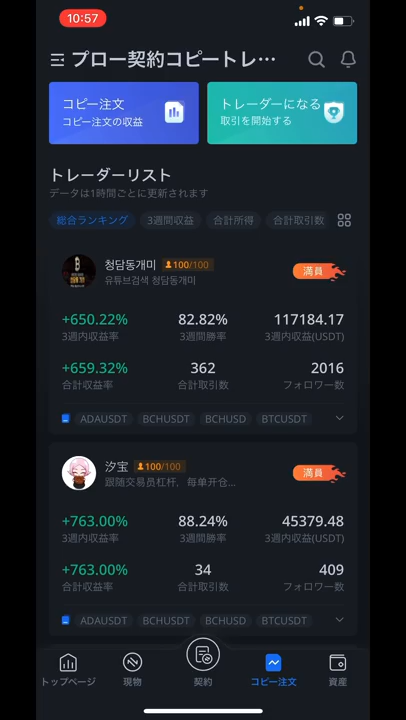 10:57
プロー契約コピートレ…
コピー注文
コピー注文の収益
トレーダーになる
取引を開始する
トレーダーリスト
データは1時間ごとに更新されます
総合ランキング 3週間収益 合計所得 合計取引数
청담동개미 100/100
유튜브검색 청담동개미
満員
+650.22% 82.82% 117184.17
3週内収益率 3週間勝率 3週内収益(USDT)
+659.32% 362 2016
合計収益率 合計取引数 フォロワー数
ADAUSDT BCHUSDT BCHUSD BTCUSDT
汐宝 100/100
跟随交易员杠杆，每单开仓...
満員
+763.00% 88.24% 45379.48
3週内収益率 3週間勝率 3週内収益(USDT)
+763.00% 34 409
合計収益率 合計取引数 フォロワー数
ADAUSDT BCHUSDT BCHUSD BTCUSDT
トップページ 現物 契約 コピー注文 資産